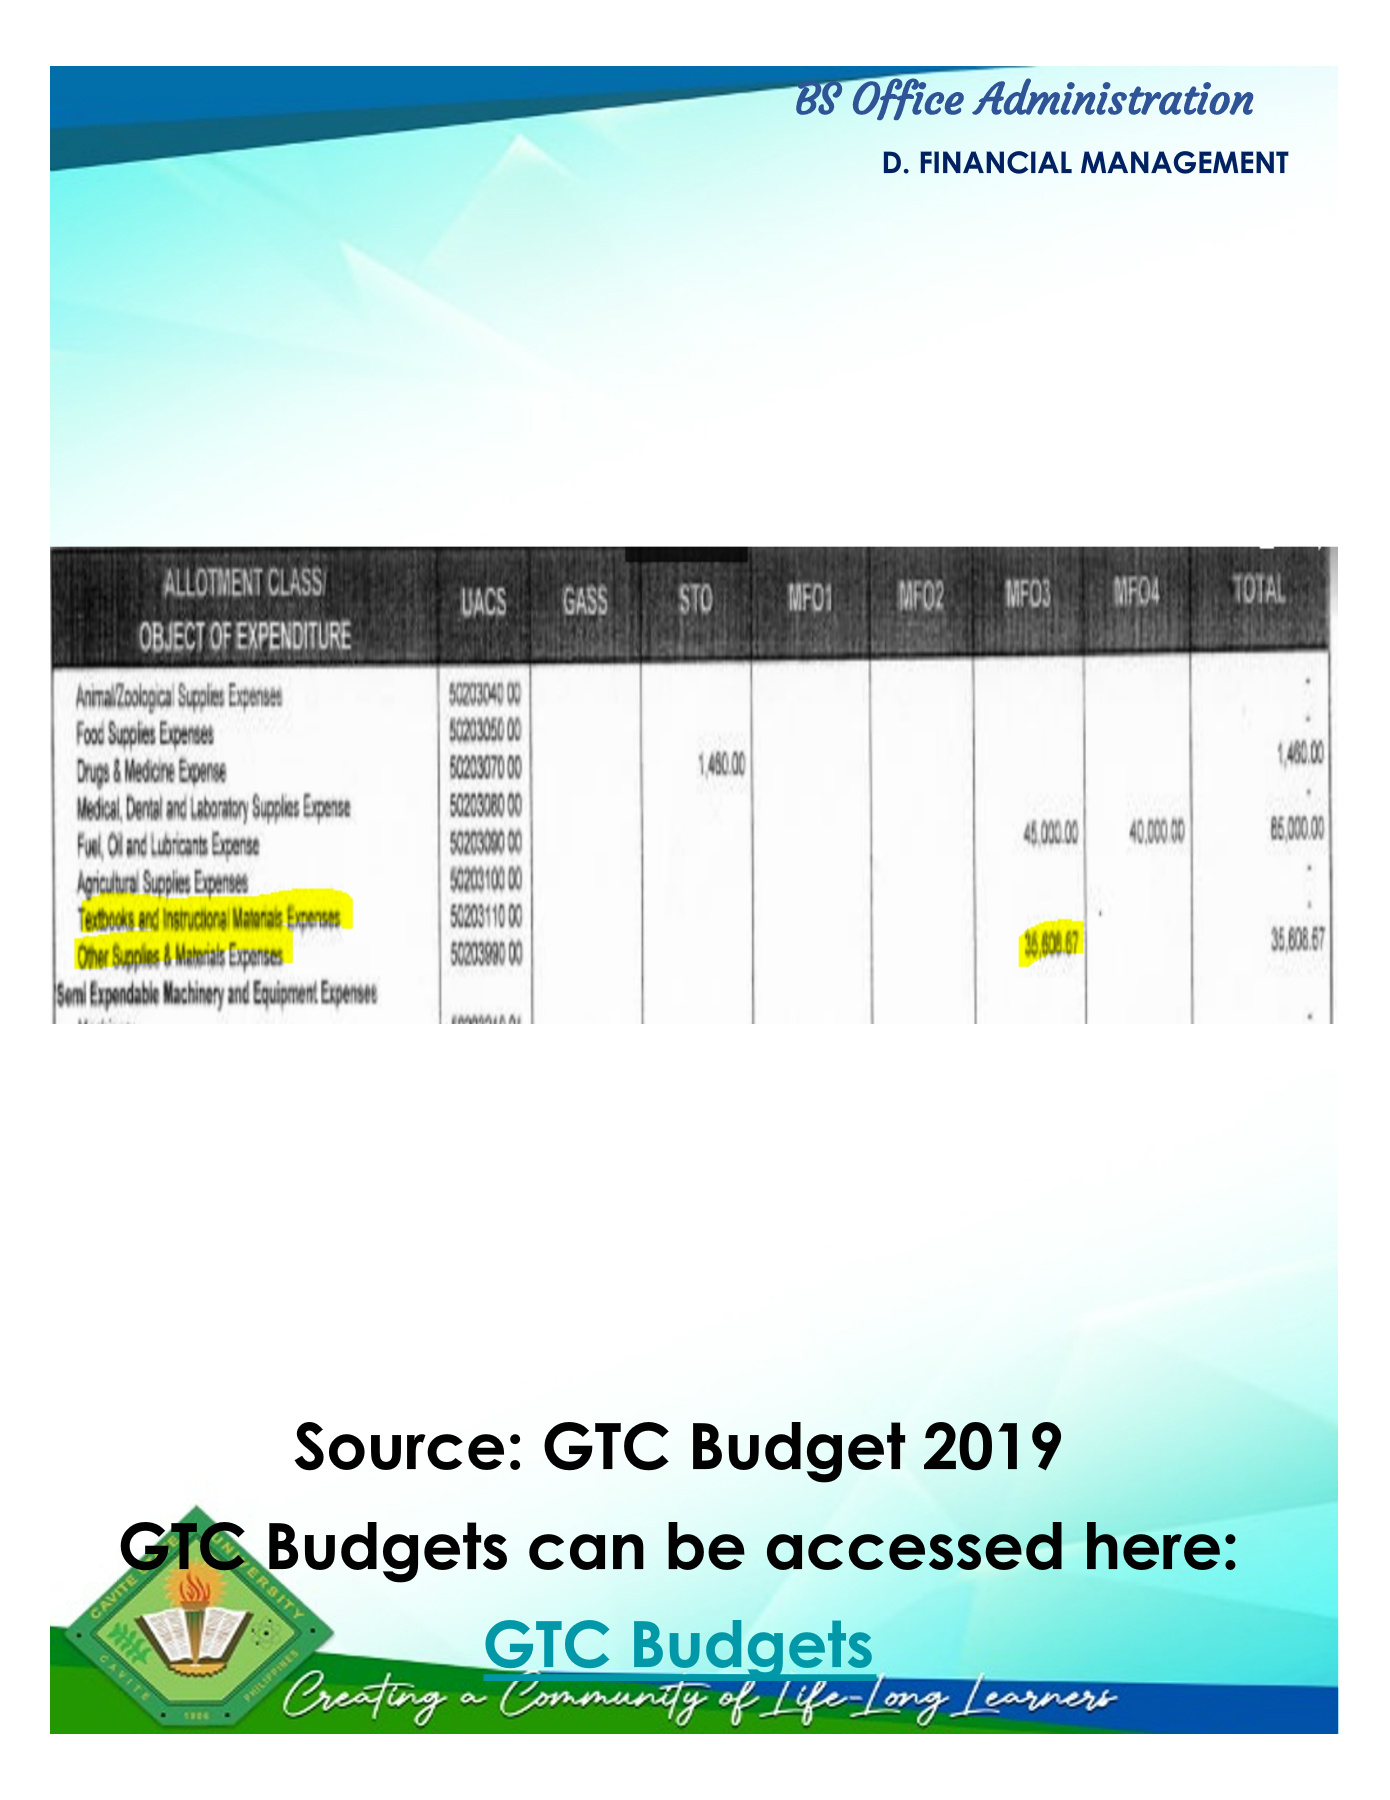 BS Office Administration
D. FINANCIAL MANAGEMENT
ALLOTMENT CLASS/ OBJECT OF EXPENDITURE UACS GASS STO MFO1 MFO2 MFO3 MFO4 TOTAL
Animal/Zoological Supplies Expenses 50203040 00 -
Food Supplies Expenses 50203050 00 -
Drugs & Medicine Expense 50203070 00 1,460.00 1,460.00
Medical, Dental and Laboratory Supplies Expense 50203080 00 -
Fuel, Oil and Lubricants Expense 50203090 00 45,000.00 40,000.00 85,000.00
Agricultural Supplies Expenses 50203100 00 -
Textbooks and Instructional Materials Expenses 50203110 00 -
Other Supplies & Materials Expenses 50203990 00 35,608.67 35,608.67
Semi Expendable Machinery and Equipment Expenses
-
Source: GTC Budget 2019
GTC Budgets can be accessed here:
GTC Budgets
CAVITE STATE UNIVERSITY
CAVITE PHILIPPINES
1906
Creating a Community of Life-Long Learners